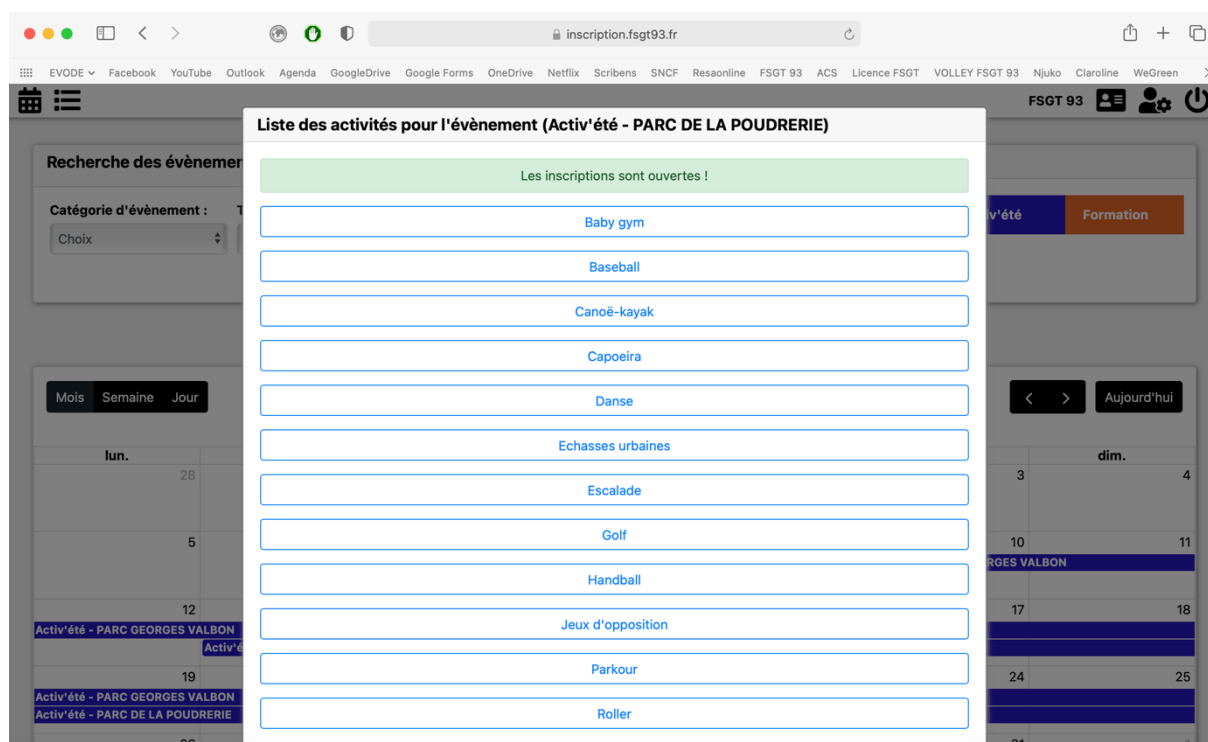 inscription.fsgt93.fr
EVODE Facebook YouTube Outlook Agenda GoogleDrive Google Forms OneDrive Netflix Scribens SNCF Resaonline FSGT 93 ACS Licence FSGT VOLLEY FSGT 93 Njuko Claroline WeGreen
FSGT 93
Liste des activités pour l'évènement (Activ'été - PARC DE LA POUDRERIE)
Recherche des évènemer
Les inscriptions sont ouvertes !
Catégorie d'évènement :
Choix
iv'été
Formation
Baby gym
Baseball
Canoë-kayak
Capoeira
Danse
Echasses urbaines
Escalade
Golf
Handball
Jeux d'opposition
Parkour
Roller
Mois Semaine Jour
Aujourd'hui
lun. dim.
28 3 4
5 10 11
RGES VALBON
12 17 18
Activ'été - PARC GEORGES VALBON
Activ'é
19 24 25
Activ'été - PARC GEORGES VALBON
Activ'été - PARC DE LA POUDRERIE